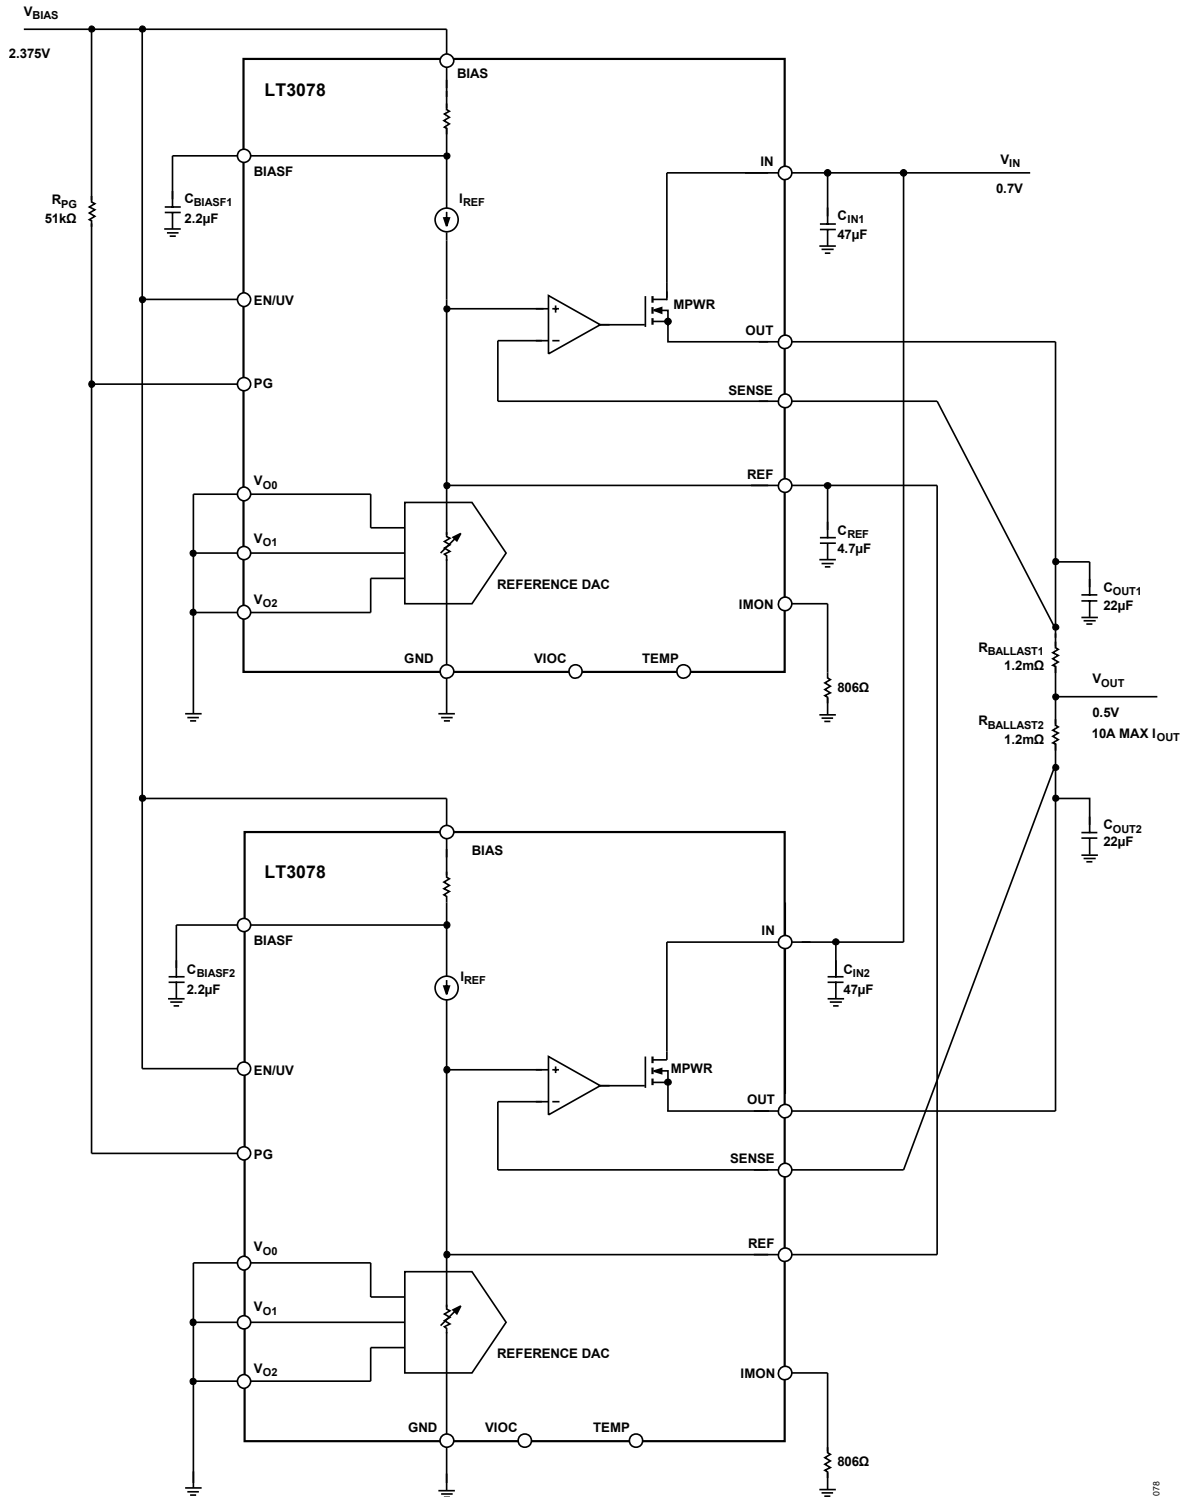 VBIAS
2.375V
BIAS
LT3078
BIASF
CBIASF1
2.2µF
RPG
51kΩ
IREF
IN
VIN
0.7V
CIN1
47µF
EN/UV
+
−
MPWR
OUT
PG
SENSE
REF
VO0
VO1
VO2
REFERENCE DAC
CREF
4.7µF
IMON
COUT1
22µF
GND
VIOC
TEMP
806Ω
RBALLAST1
1.2mΩ
VOUT
0.5V
10A MAX IOUT
RBALLAST2
1.2mΩ
COUT2
22µF
BIAS
LT3078
BIASF
CBIASF2
2.2µF
IREF
IN
CIN2
47µF
EN/UV
+
−
MPWR
OUT
PG
SENSE
REF
VO0
VO1
VO2
REFERENCE DAC
IMON
GND
VIOC
TEMP
806Ω
078